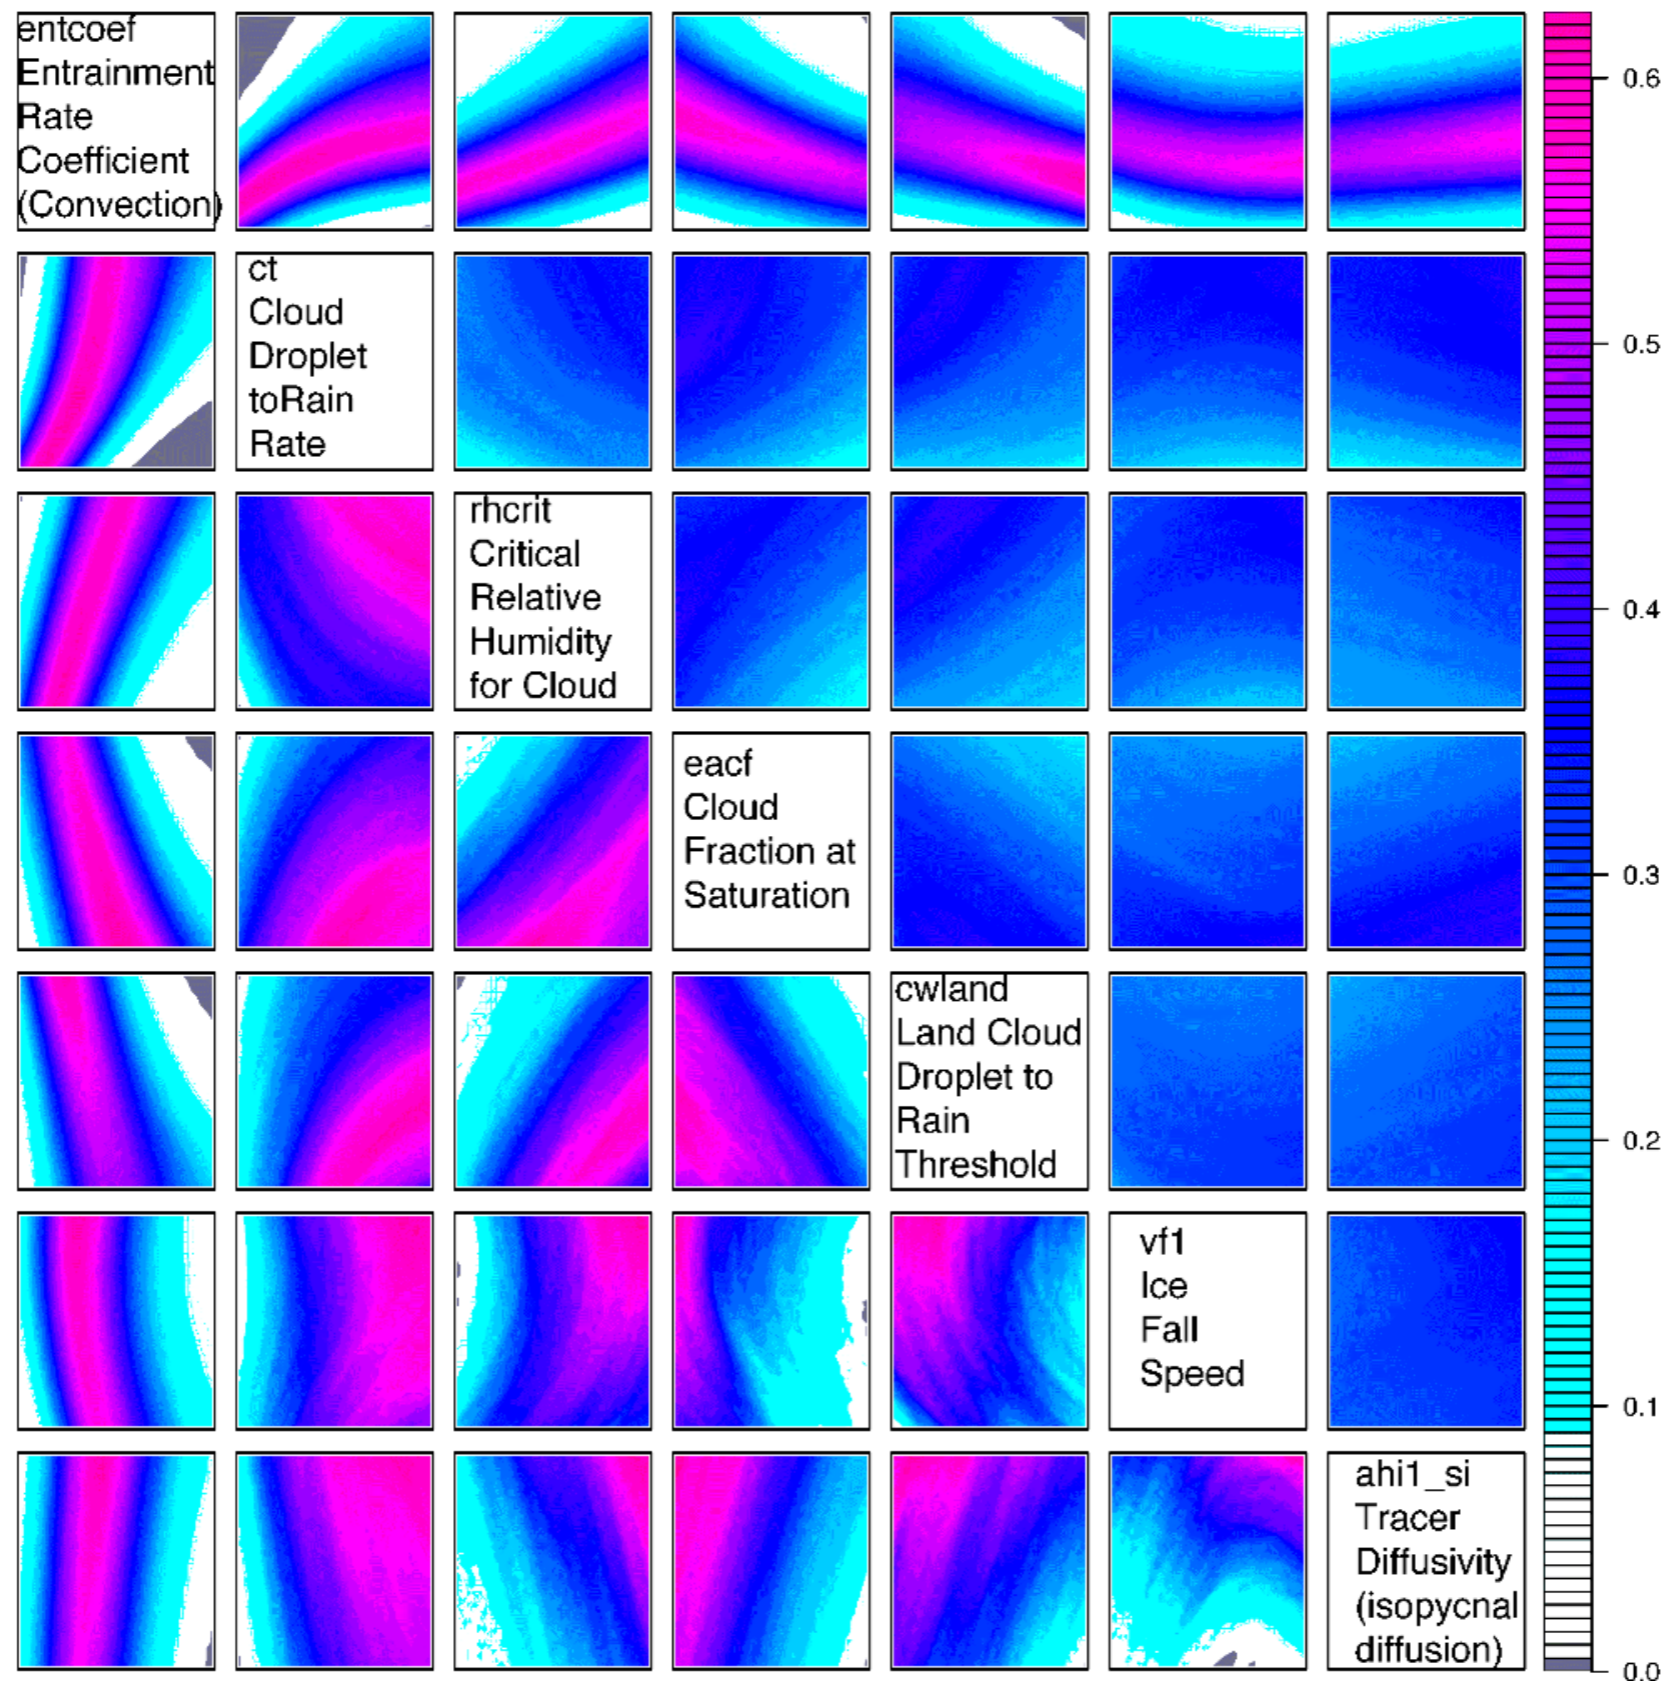 entcoef
Entrainment
Rate
Coefficient
(Convection)
ct
Cloud
Droplet
toRain
Rate
rhcrit
Critical
Relative
Humidity
for Cloud
eacf
Cloud
Fraction at
Saturation
cwland
Land Cloud
Droplet to
Rain
Threshold
vf1
Ice
Fall
Speed
ahi1_si
Tracer
Diffusivity
(isopycnal
diffusion)
0.6
0.5
0.4
0.3
0.2
0.1
0.0